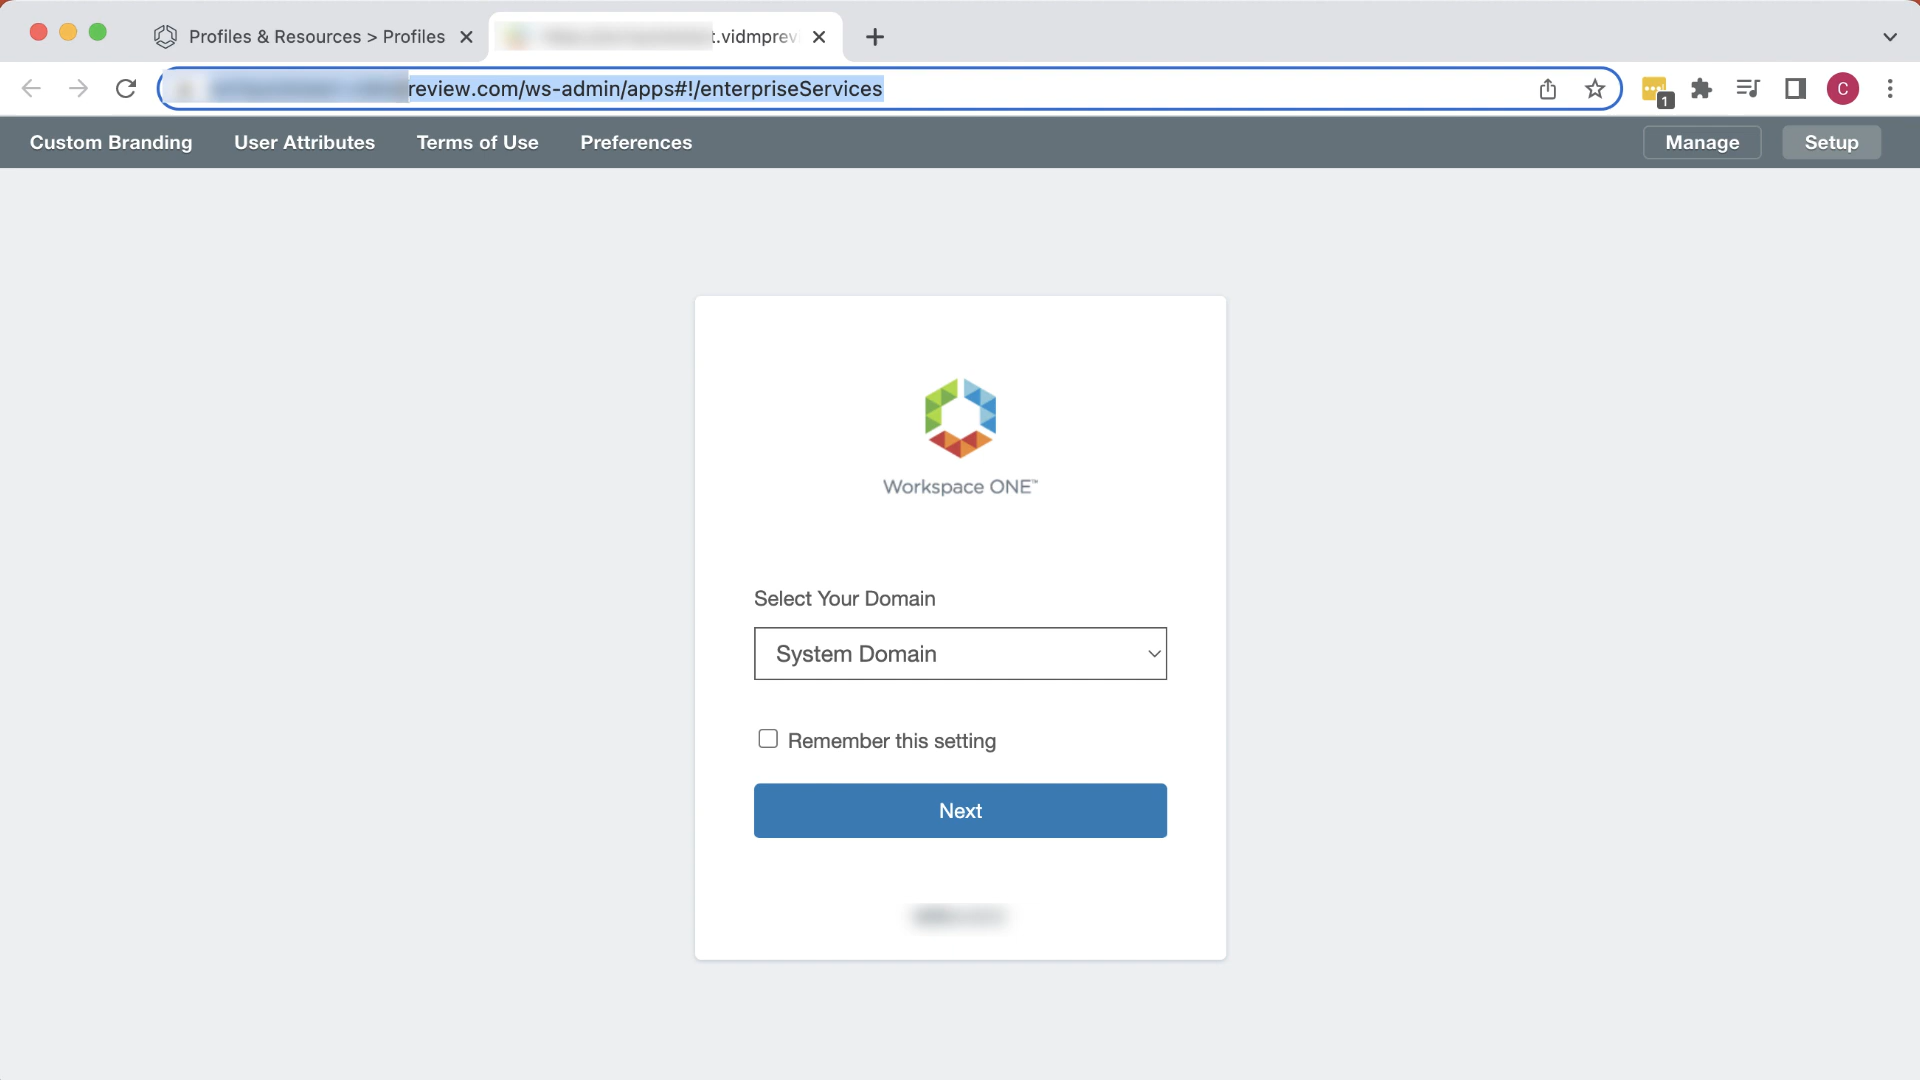 Profiles & Resources > Profiles
t.vidmprev
review.com/ws-admin/apps#!/enterpriseServices
1
C
Custom Branding
User Attributes
Terms of Use
Preferences
Manage
Setup
Workspace ONE™
Select Your Domain
System Domain
Remember this setting
Next